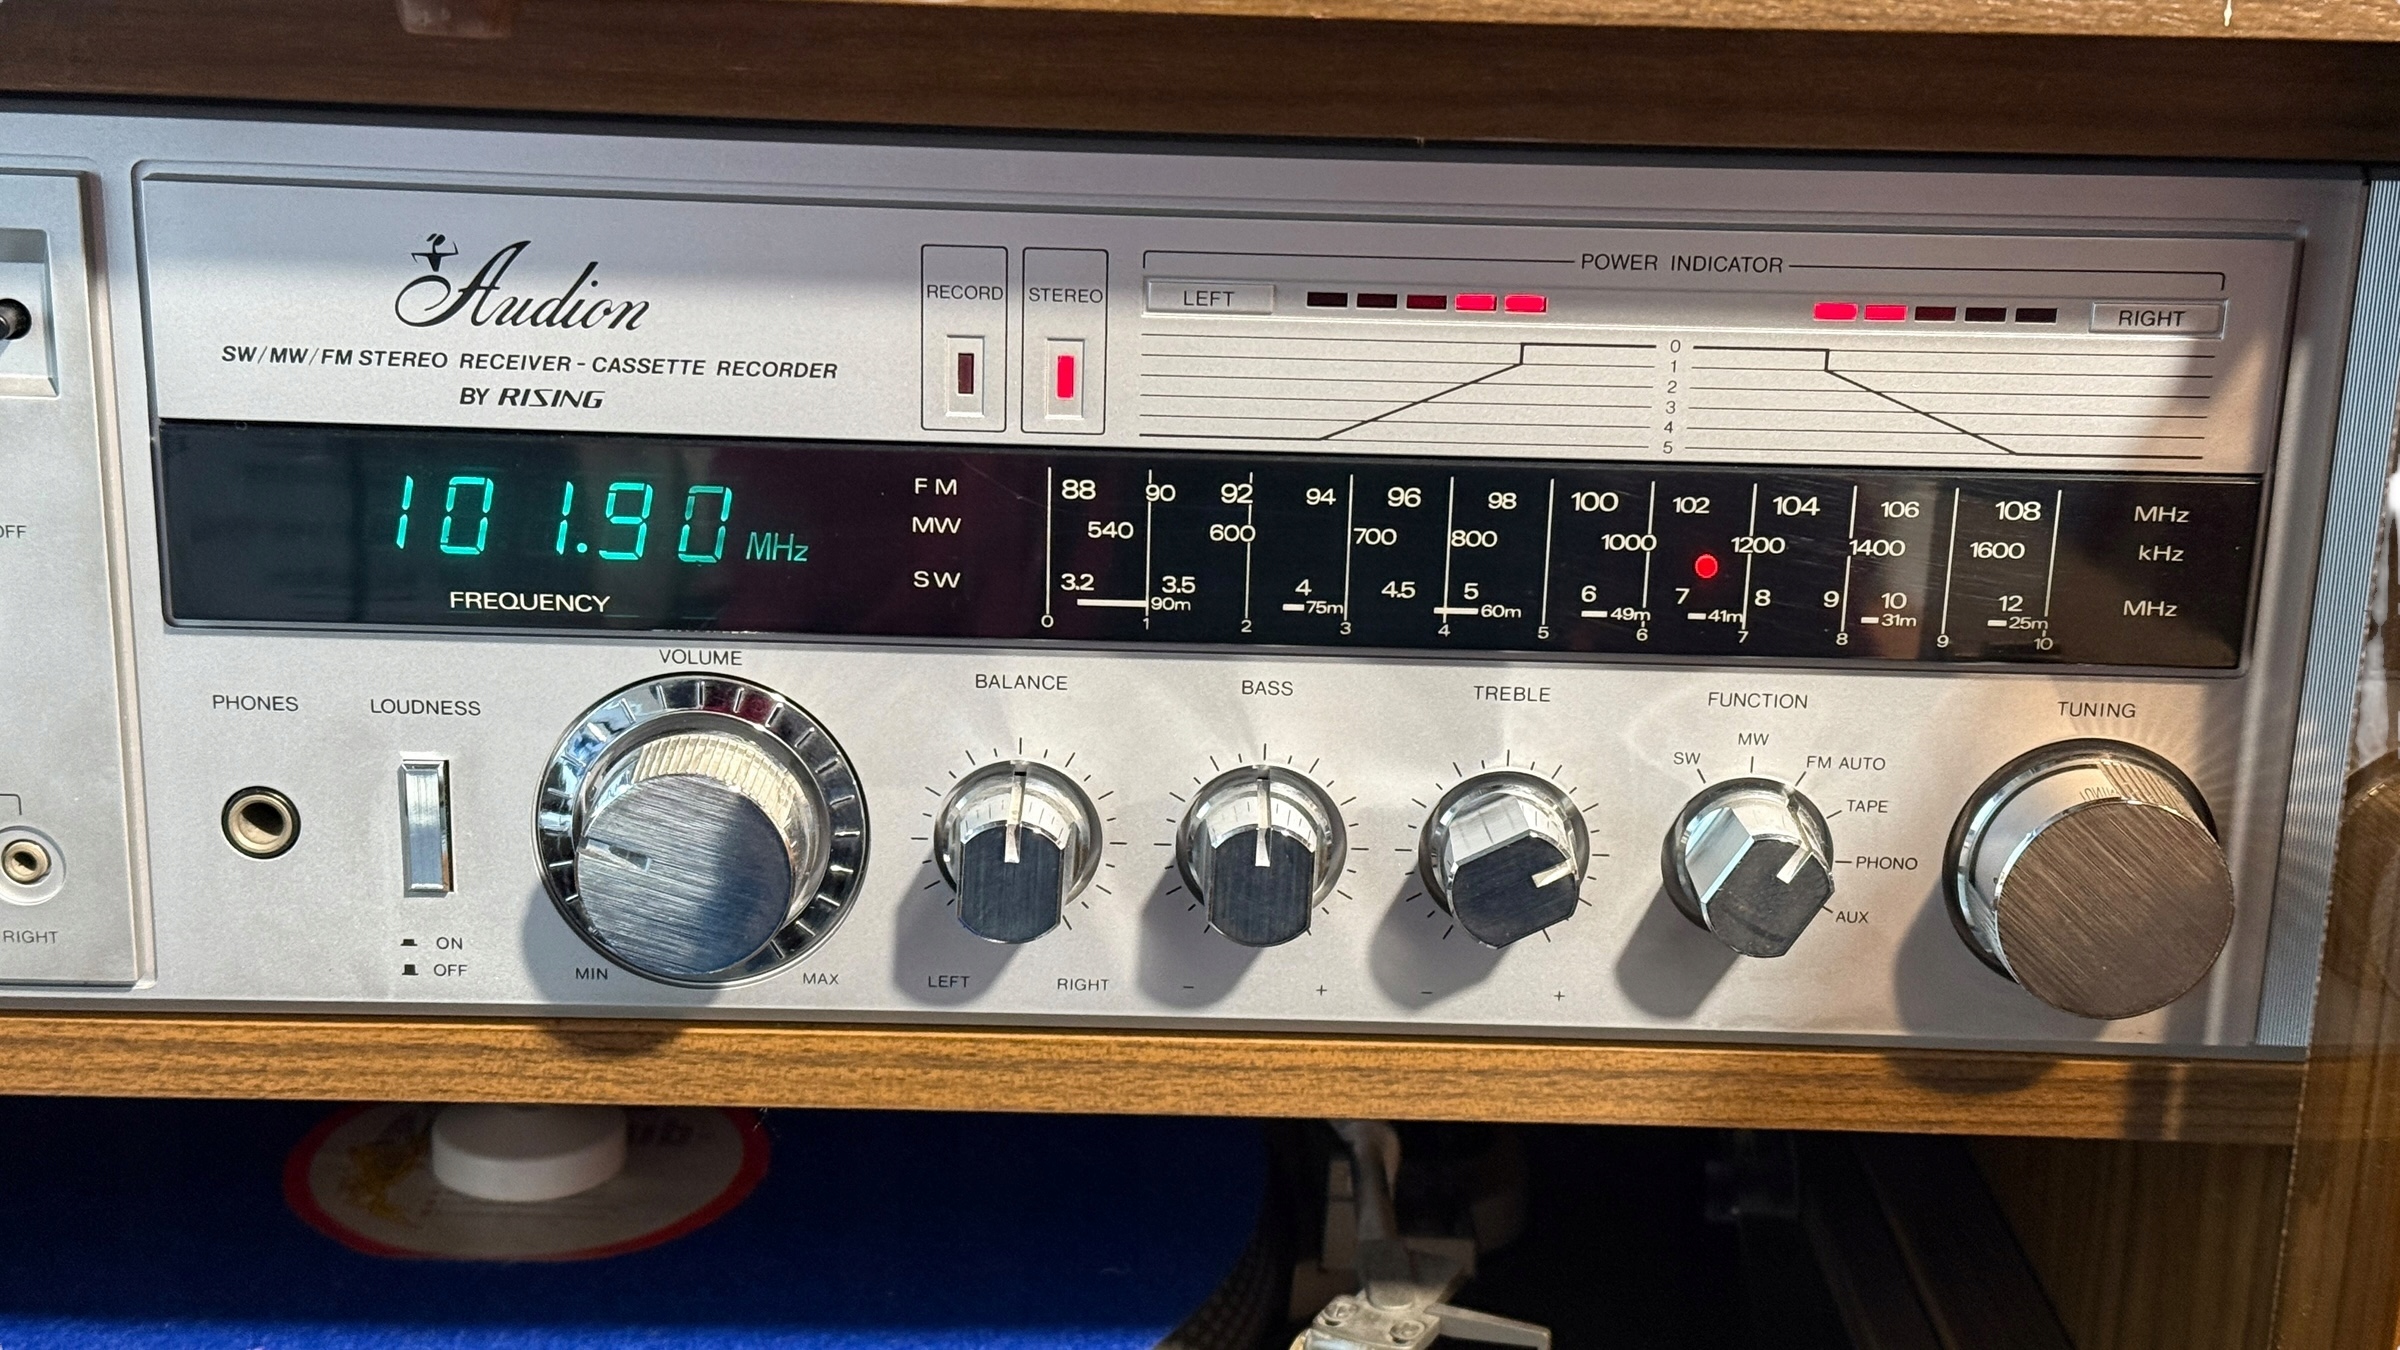 Audion
SW/MW/FM STEREO RECEIVER - CASSETTE RECORDER
BY RISING
RECORD
STEREO
POWER INDICATOR
LEFT
RIGHT
0
1
2
3
4
5
101.90 MHz
FREQUENCY
FM 88 90 92 94 96 98 100 102 104 106 108 MHz
MW 540 600 700 800 1000 1200 1400 1600 kHz
SW 3.2 3.5 4 4.5 5 6 7 8 9 10 12 MHz
90m 75m 60m 49m 41m 31m 25m
0 1 2 3 4 5 6 7 8 9 10
PHONES
LOUDNESS
ON
OFF
VOLUME
MIN
MAX
BALANCE
LEFT
RIGHT
BASS
- +
TREBLE
- +
FUNCTION
SW
MW
FM AUTO
TAPE
PHONO
AUX
TUNING
RIGHT